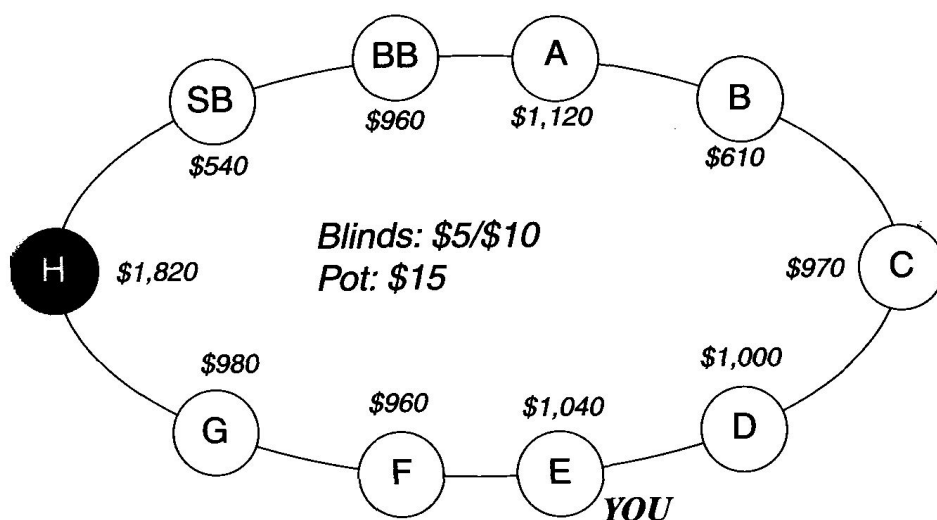 BB
A
SB
B
$960
$1,120
$540
$610
Blinds: $5/$10
Pot: $15
H
$1,820
$970
C
$980
$960
$1,040
$1,000
G
F
E
D
YOU